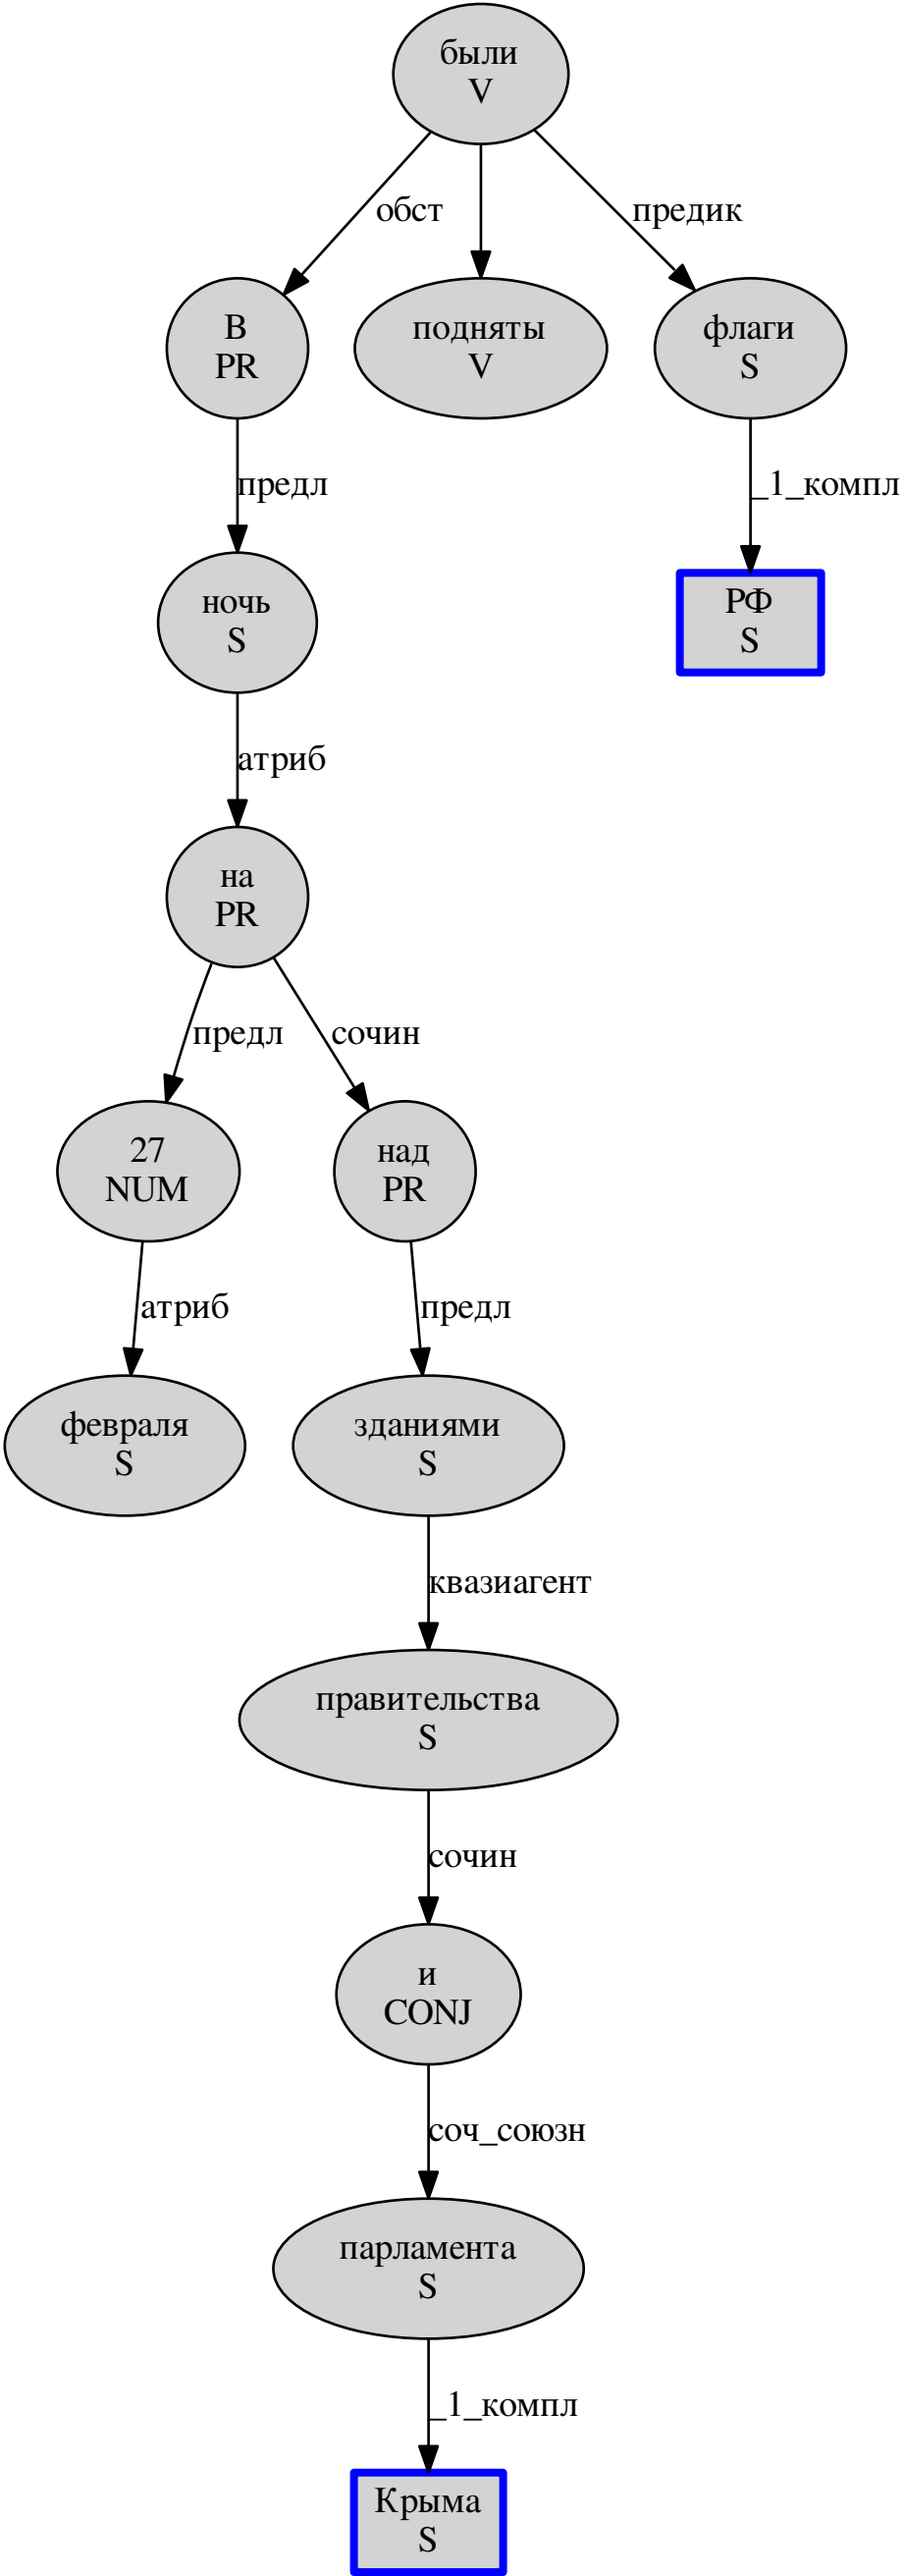 были
V
обст
предик
В
PR
подняты
V
флаги
S
предл
_1_компл
ночь
S
РФ
S
атриб
на
PR
предл
сочин
27
NUM
над
PR
атриб
предл
февраля
S
зданиями
S
квазиагент
правительства
S
сочин
и
CONJ
соч_союзн
парламента
S
_1_компл
Крыма
S